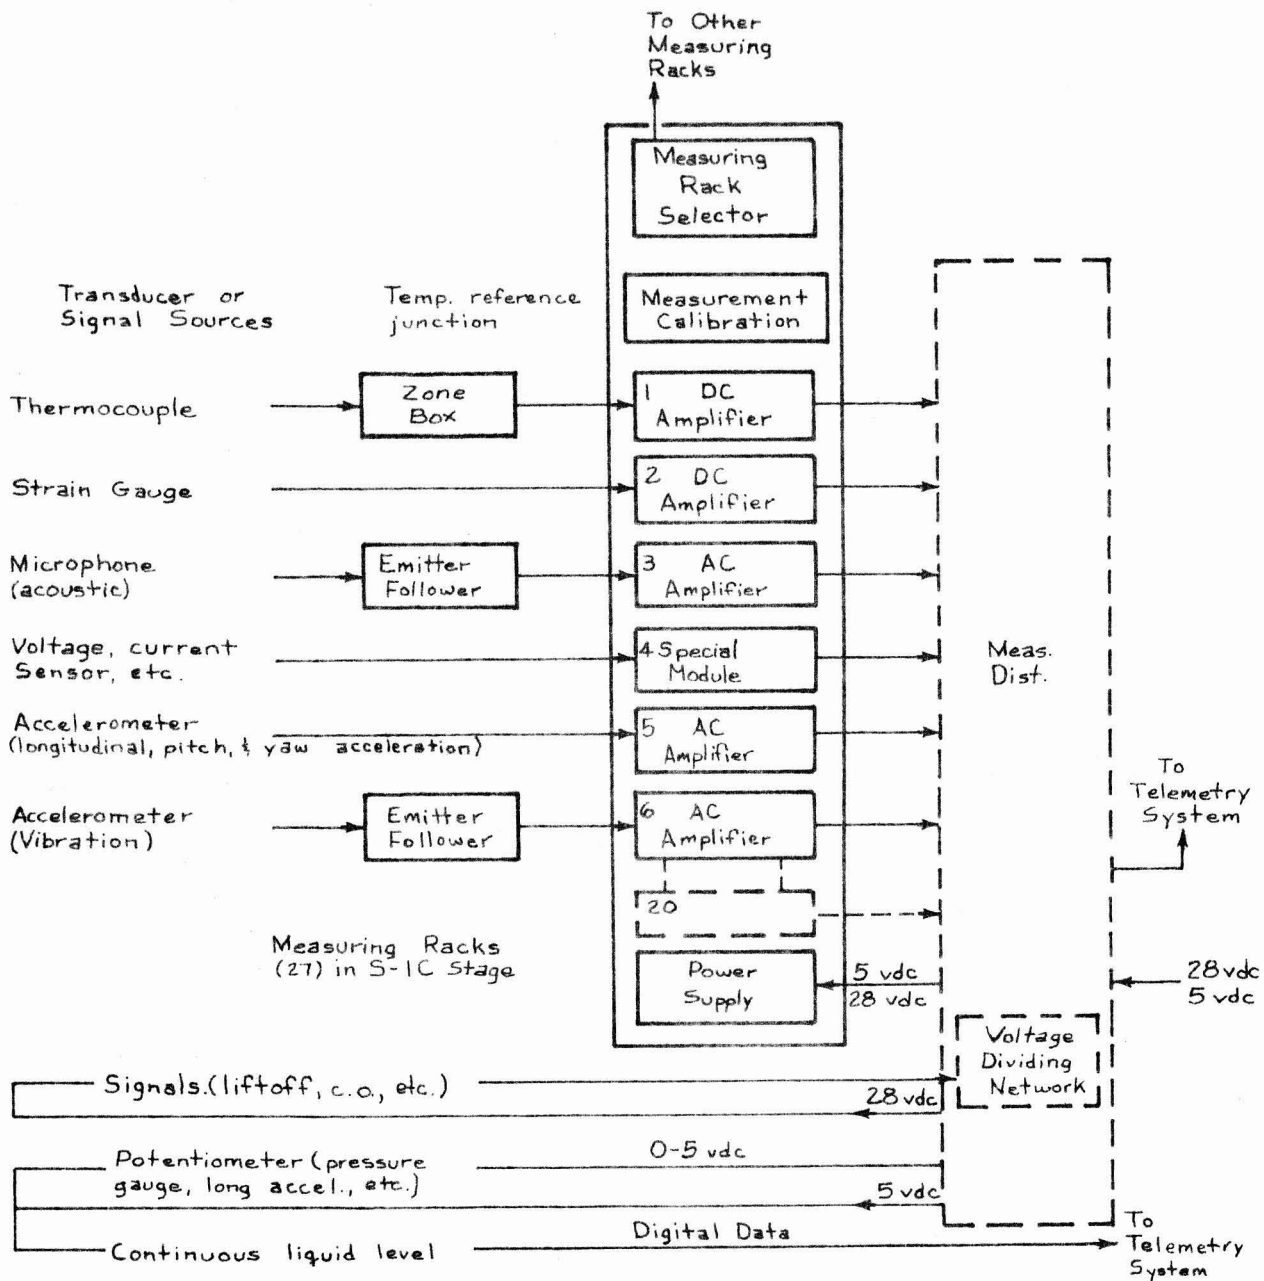 To Other
Measuring
Racks
Measuring
Rack
Selector
Transducer or
Signal Sources
Temp. reference
junction
Measurement
Calibration
Thermocouple
Zone
Box
1 DC
Amplifier
Strain Gauge
2 DC
Amplifier
Microphone
(acoustic)
Emitter
Follower
3 AC
Amplifier
Voltage, current
Sensor, etc.
4 Special
Module
Meas.
Dist.
Accelerometer
(longitudinal, pitch, & yaw acceleration)
5 AC
Amplifier
To
Telemetry
System
Accelerometer
(Vibration)
Emitter
Follower
6 AC
Amplifier
20
Measuring Racks
(27) in S-IC Stage
Power
Supply
5 vdc
28 vdc
28 vdc
5 vdc
Voltage
Dividing
Network
Signals.(liftoff, c.o., etc.)
28 vdc
Potentiometer (pressure
gauge, long accel., etc.)
0-5 vdc
5 vdc
Continuous liquid level
Digital Data
To
Telemetry
System